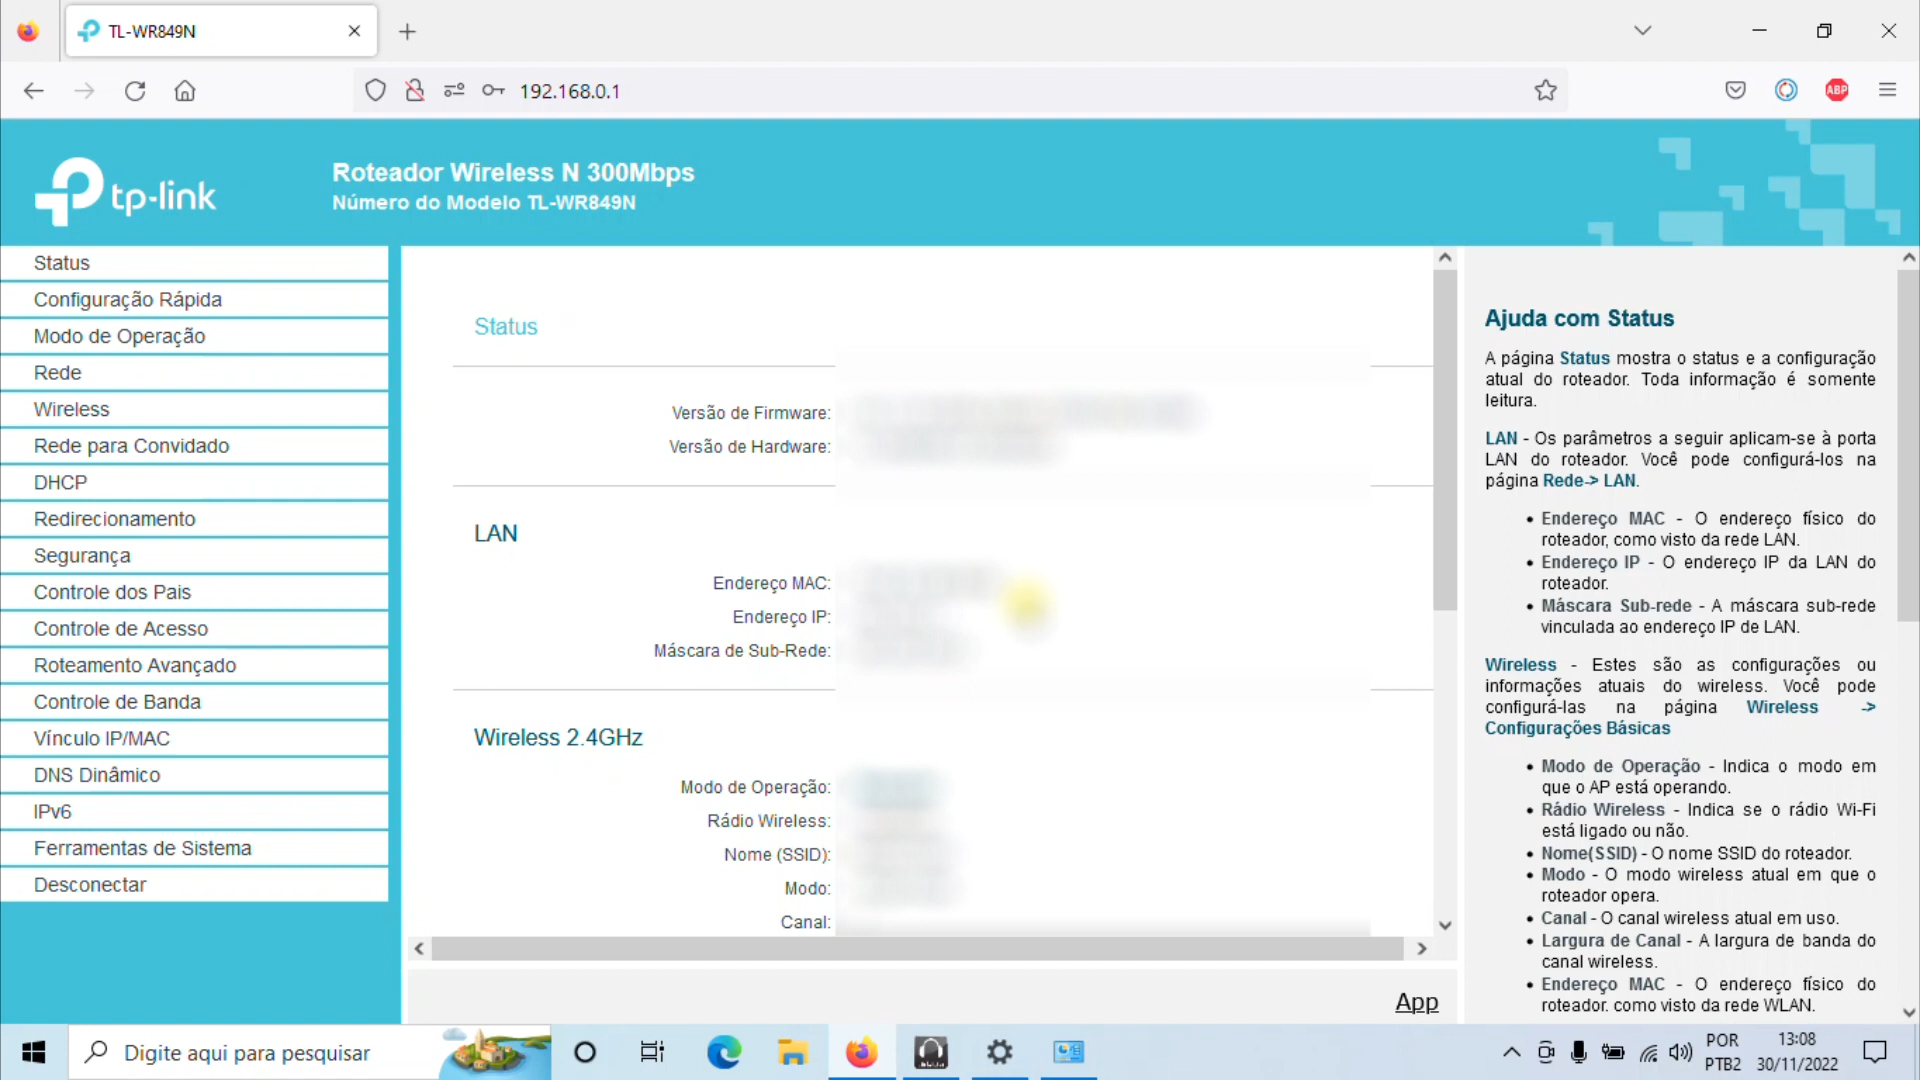 TL-WR849N
192.168.0.1
ABP
tp-link
Roteador Wireless N 300Mbps
Número do Modelo TL-WR849N
Status
Configuração Rápida
Modo de Operação
Rede
Wireless
Rede para Convidado
DHCP
Redirecionamento
Segurança
Controle dos Pais
Controle de Acesso
Roteamento Avançado
Controle de Banda
Vínculo IP/MAC
DNS Dinâmico
IPv6
Ferramentas de Sistema
Desconectar
Status
Versão de Firmware:
Versão de Hardware:
LAN
Endereço MAC:
Endereço IP:
Máscara de Sub-Rede:
Wireless 2.4GHz
Modo de Operação:
Rádio Wireless:
Nome (SSID):
Modo:
Canal:
App
Ajuda com Status
A página Status mostra o status e a configuração
atual do roteador. Toda informação é somente
leitura.
LAN - Os parâmetros a seguir aplicam-se à porta
LAN do roteador. Você pode configurá-los na
página Rede-> LAN.
• Endereço MAC - O endereço físico do
roteador, como visto da rede LAN.
• Endereço IP - O endereço IP da LAN do
roteador.
• Máscara Sub-rede - A máscara sub-rede
vinculada ao endereço IP de LAN.
Wireless - Estes são as configurações ou
informações atuais do wireless. Você pode
configurá-las na página Wireless ->
Configurações Básicas
• Modo de Operação - Indica o modo em
que o AP está operando.
• Rádio Wireless - Indica se o rádio Wi-Fi
está ligado ou não.
• Nome(SSID) - O nome SSID do roteador.
• Modo - O modo wireless atual em que o
roteador opera.
• Canal - O canal wireless atual em uso.
• Largura de Canal - A largura de banda do
canal wireless.
• Endereço MAC - O endereço físico do
roteador. como visto da rede WLAN.
Digite aqui para pesquisar
POR
PTB2
13:08
30/11/2022